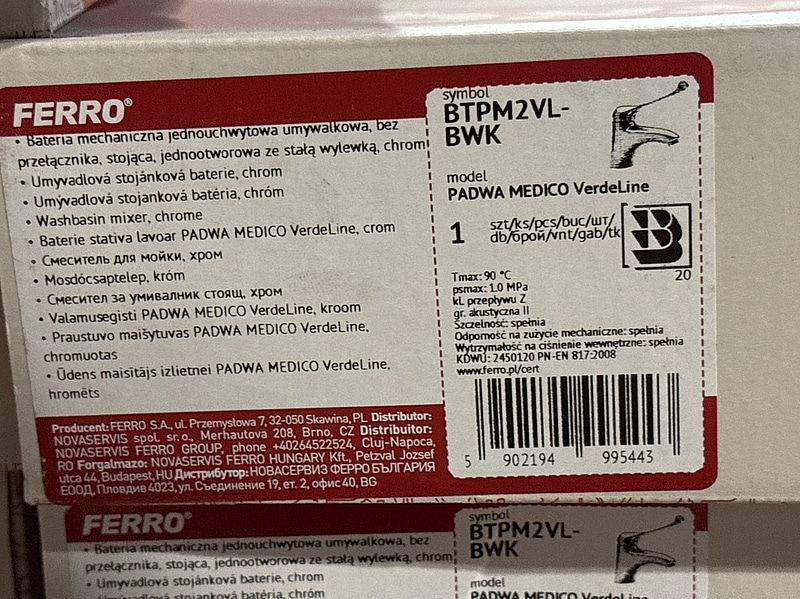 FERRO®
• Bateria mechaniczna jednouchwytowa umywalkowa, bez
przełącznika, stojąca, jednootworowa ze stałą wylewką, chrom
• Umyvadlová stojánková baterie, chrom
• Umývadlová stojanková batéria, chróm
• Washbasin mixer, chrome
• Baterie stativa lavoar PADWA MEDICO VerdeLine, crom
• Смеситель для мойки, хром
• Mosdócsaptelep, króm
• Смесител за умивалник стоящ, хром
• Valamusegisti PADWA MEDICO VerdeLine, kroom
• Praustuvo maišytuvas PADWA MEDICO VerdeLine,
chromuotas
• Ūdens maisītājs izlietnei PADWA MEDICO VerdeLine,
hromēts
symbol
BTPM2VL-
BWK
model
PADWA MEDICO VerdeLine
1 szt/ks/pcs/buc/шт/
db/брой/vnt/gab/tk
B
20
Tmax: 90 °C
psmax: 1.0 MPa
kl. przepływu Z
gr. akustyczna II
Szczelność: spełnia
Odporność na zużycie mechaniczne: spełnia
Wytrzymałość na ciśnienie wewnętrzne: spełnia
KDWU: 2450120 PN-EN 817:2008
www.ferro.pl/cert
5 902194 995443
Producent: FERRO S.A., ul. Przemysłowa 7, 32-050 Skawina, PL Distributor:
NOVASERVIS spol. sr.o., Merhautova 208, Brno, CZ Distribuitor:
NOVASERVIS FERRO GROUP, phone +40264522524, Cluj-Napoca,
RO Forgalmazo: NOVASERVIS FERRO HUNGARY Kft., Petzval Jozsef
utca 44, Budapest, HU Дистрибутор: НОВАСЕРВИЗ ФЕРРО БЪЛГАРИЯ
ЕООД, Пловдив 4023, ул. Съединение 19, ет. 2, офис 40, BG
FERRO®
• Bateria mechaniczna jednouchwytowa umywalkowa, bez
przełącznika, stojąca, jednootworowa ze stałą wylewką, chrom
• Umyvadlová stojánková baterie, chrom
• Umývadlová stojanková batéria, chróm
symbol
BTPM2VL-
BWK
model
PADWA MEDICO VerdeLine